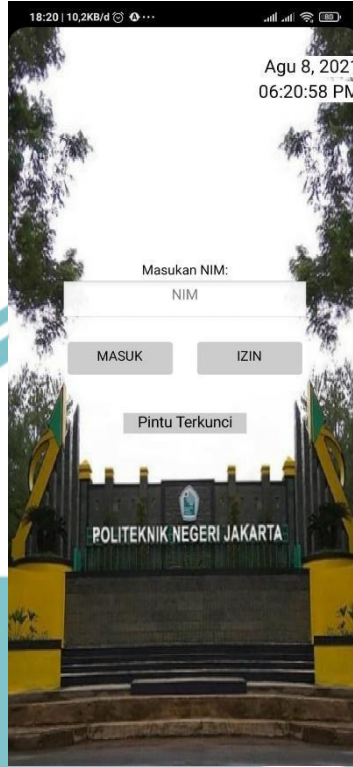 18:20 | 10,2KB/d
80
Agu 8, 2021
06:20:58 PM
Masukan NIM:
NIM
MASUK IZIN
Pintu Terkunci
POLITEKNIK NEGERI JAKARTA